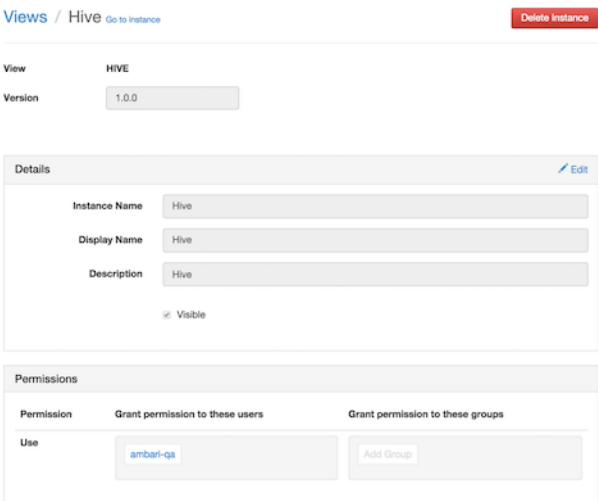 Views / Hive Go to instance
Delete Instance
View HIVE
Version 1.0.0
Details
Edit
Instance Name Hive
Display Name Hive
Description Hive
Visible
Permissions
Permission Grant permission to these users Grant permission to these groups
Use ambari-qa Add Group